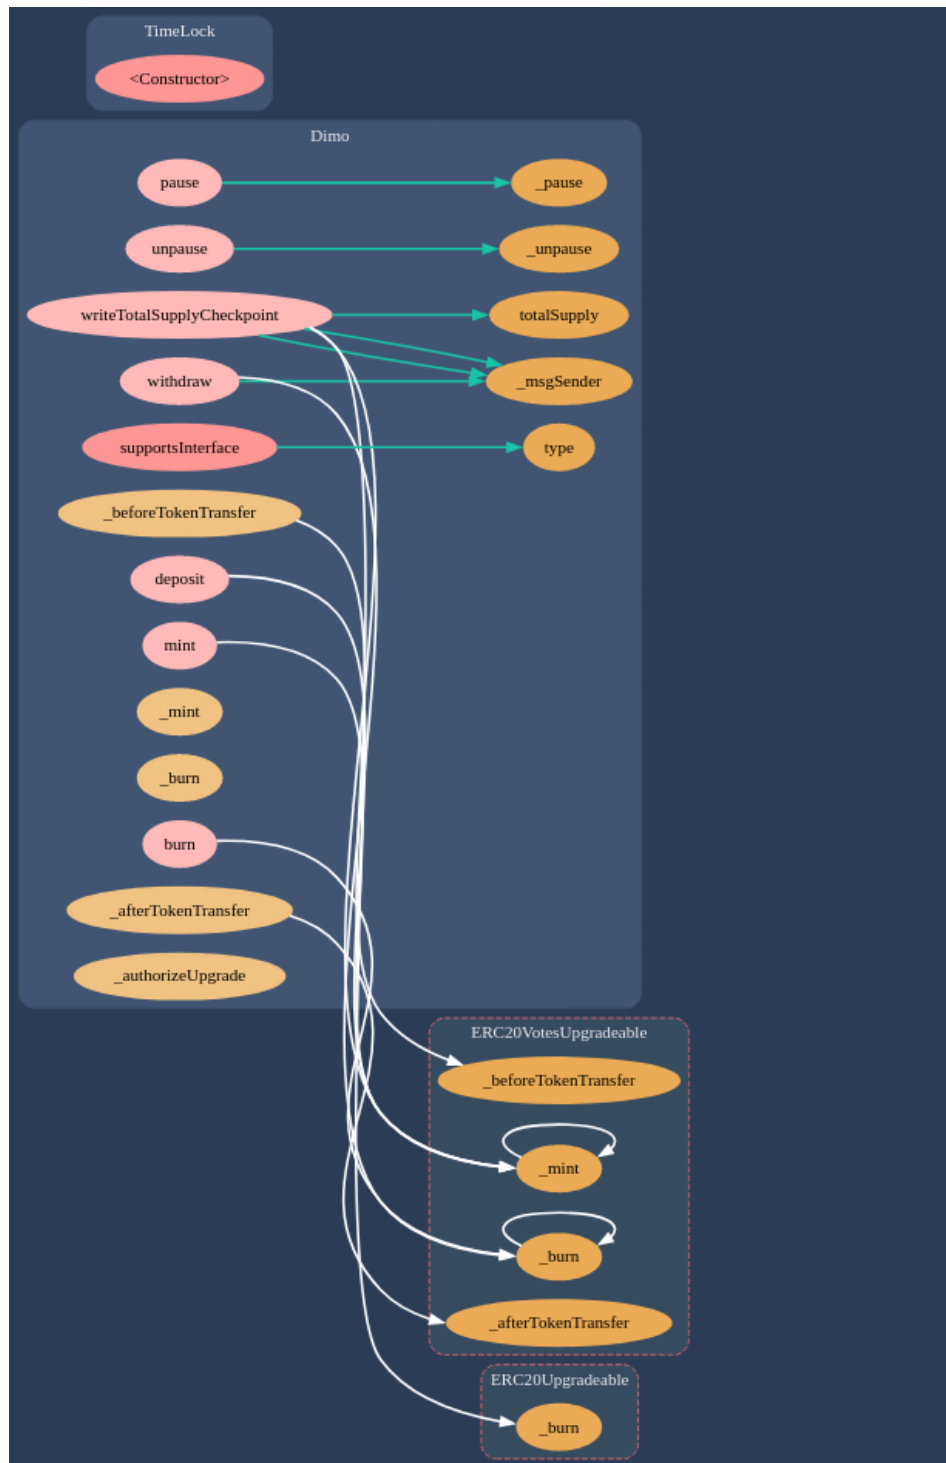 TimeLock
<Constructor>
Dimo
pause
_pause
unpause
_unpause
writeTotalSupplyCheckpoint
totalSupply
withdraw
_msgSender
supportsInterface
type
_beforeTokenTransfer
deposit
mint
_mint
_burn
burn
_afterTokenTransfer
_authorizeUpgrade
ERC20VotesUpgradeable
_beforeTokenTransfer
_mint
_burn
_afterTokenTransfer
ERC20Upgradeable
_burn